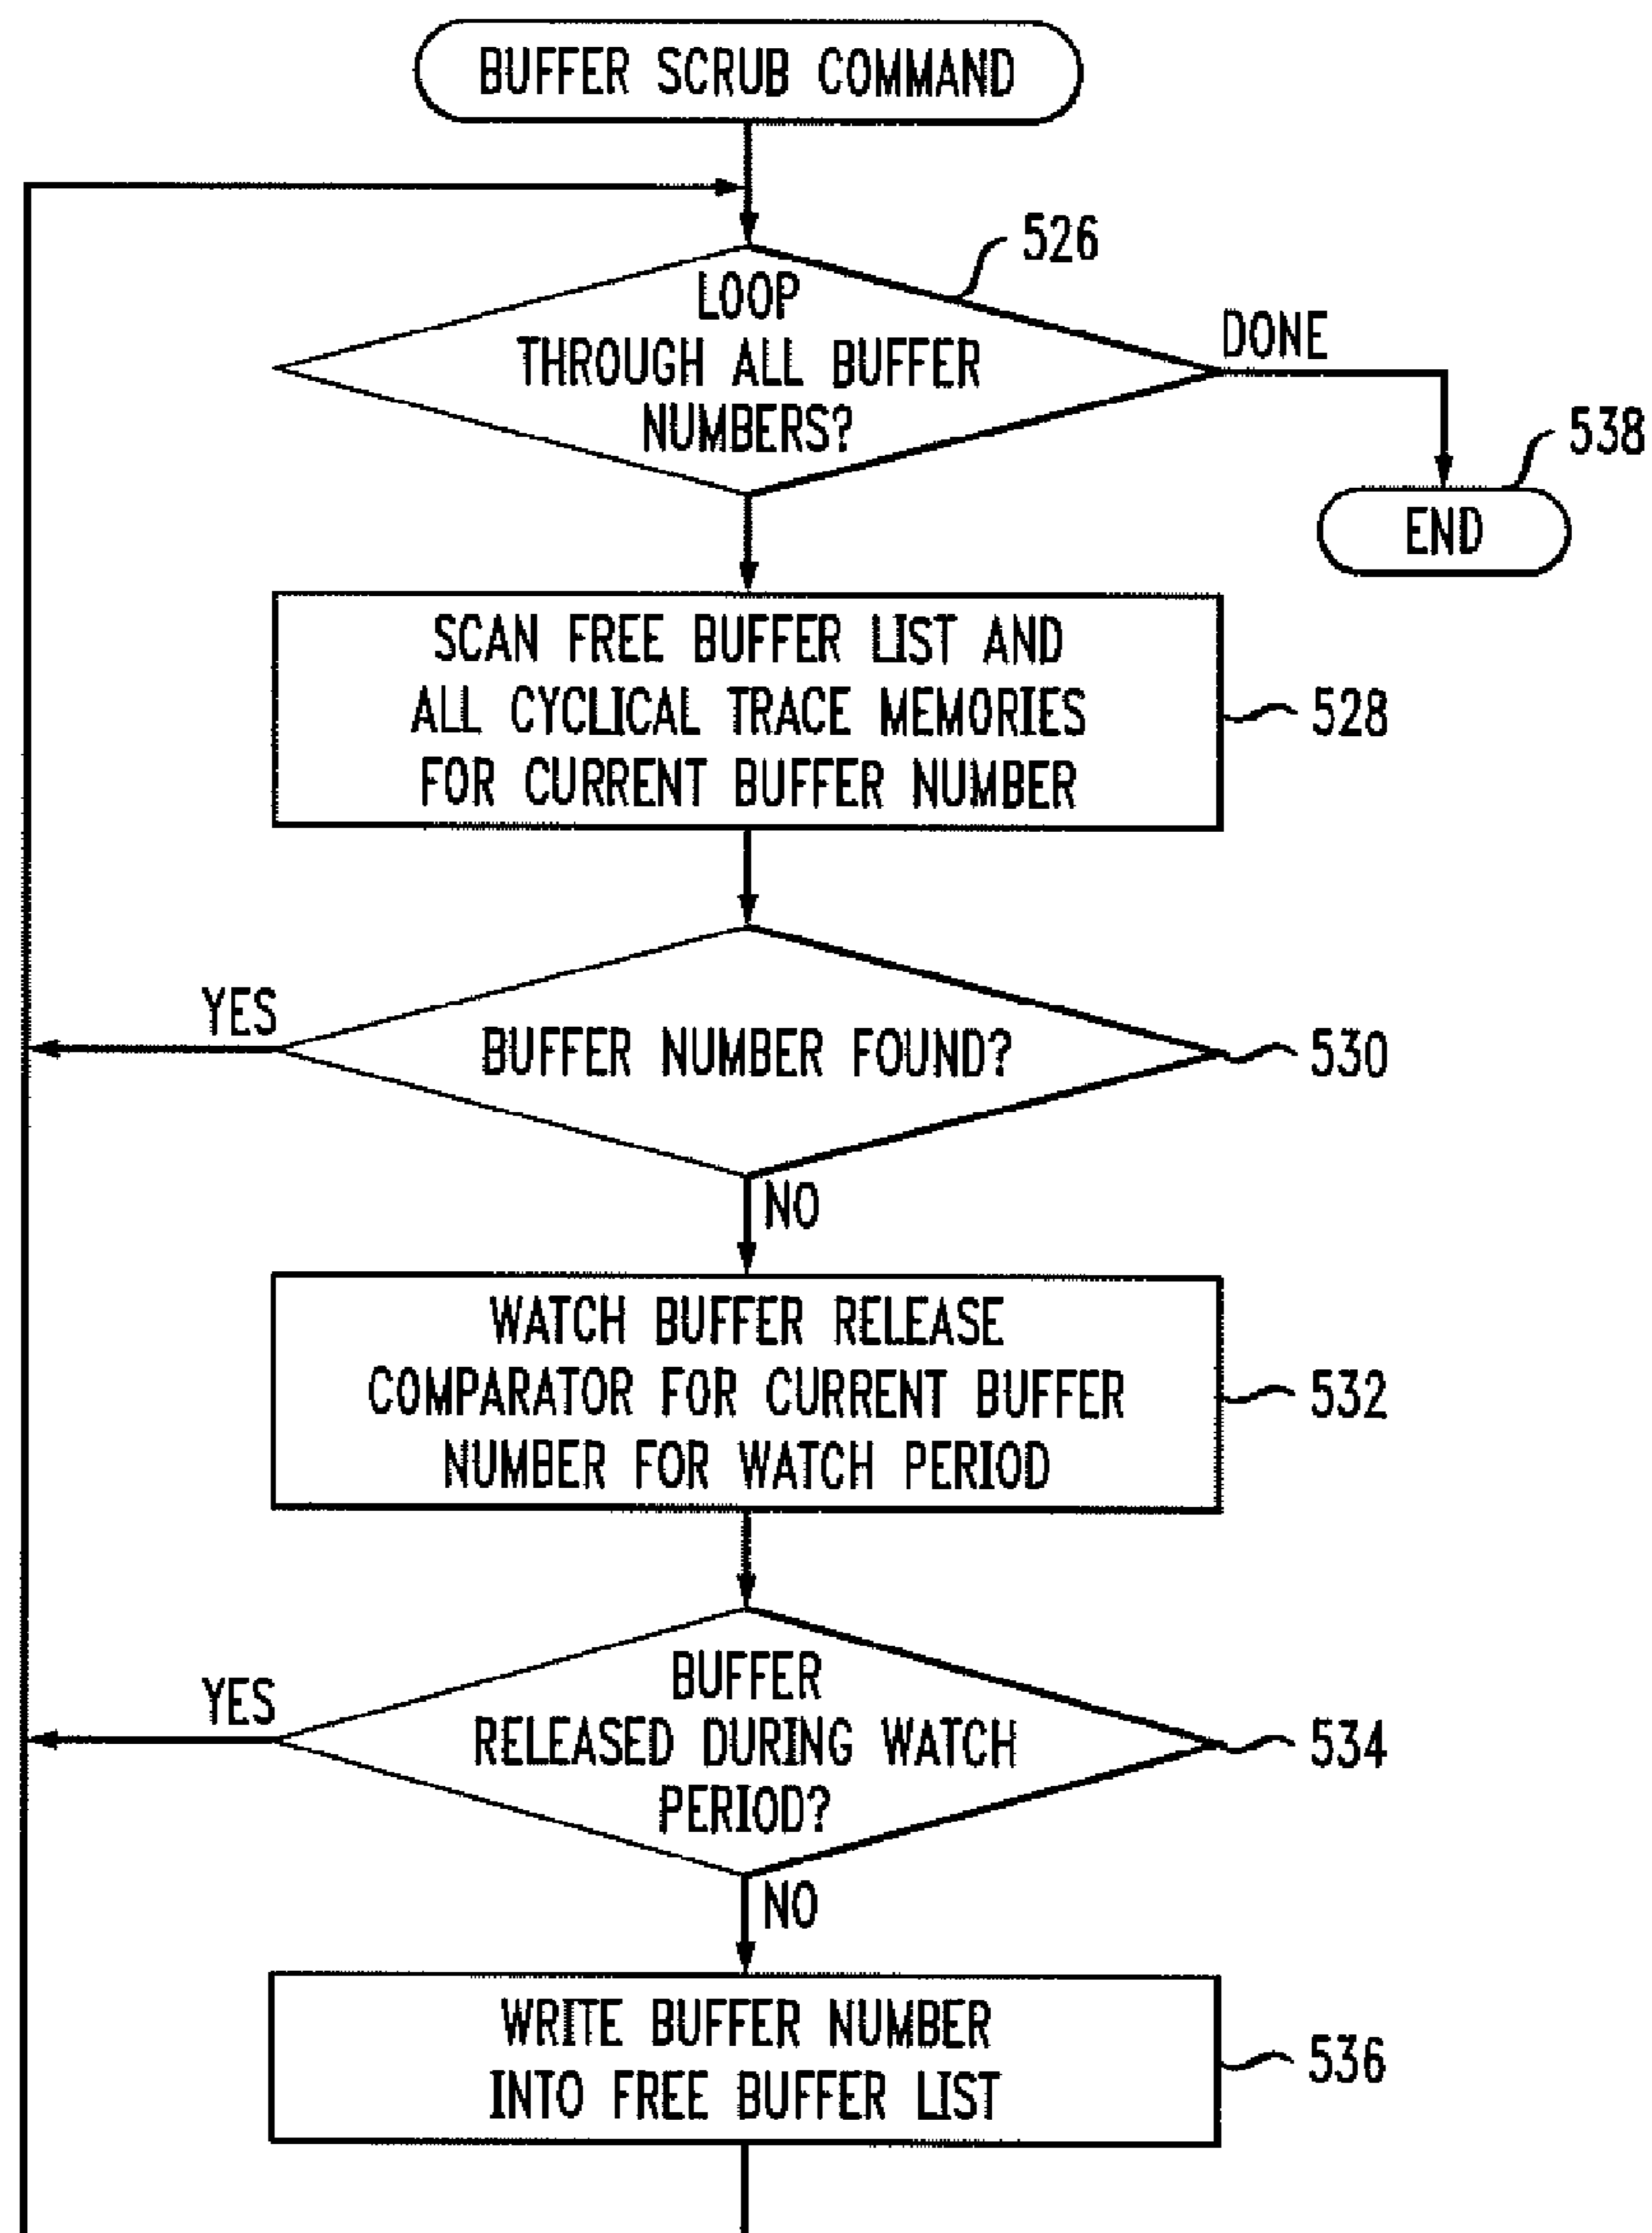 BUFFER SCRUB COMMAND
526
LOOP
THROUGH ALL BUFFER
NUMBERS?
DONE
538
END
SCAN FREE BUFFER LIST AND
ALL CYCLICAL TRACE MEMORIES
FOR CURRENT BUFFER NUMBER
528
YES
BUFFER NUMBER FOUND?
530
NO
WATCH BUFFER RELEASE
COMPARATOR FOR CURRENT BUFFER
NUMBER FOR WATCH PERIOD
532
YES
BUFFER
RELEASED DURING WATCH
PERIOD?
534
NO
WRITE BUFFER NUMBER
INTO FREE BUFFER LIST
536